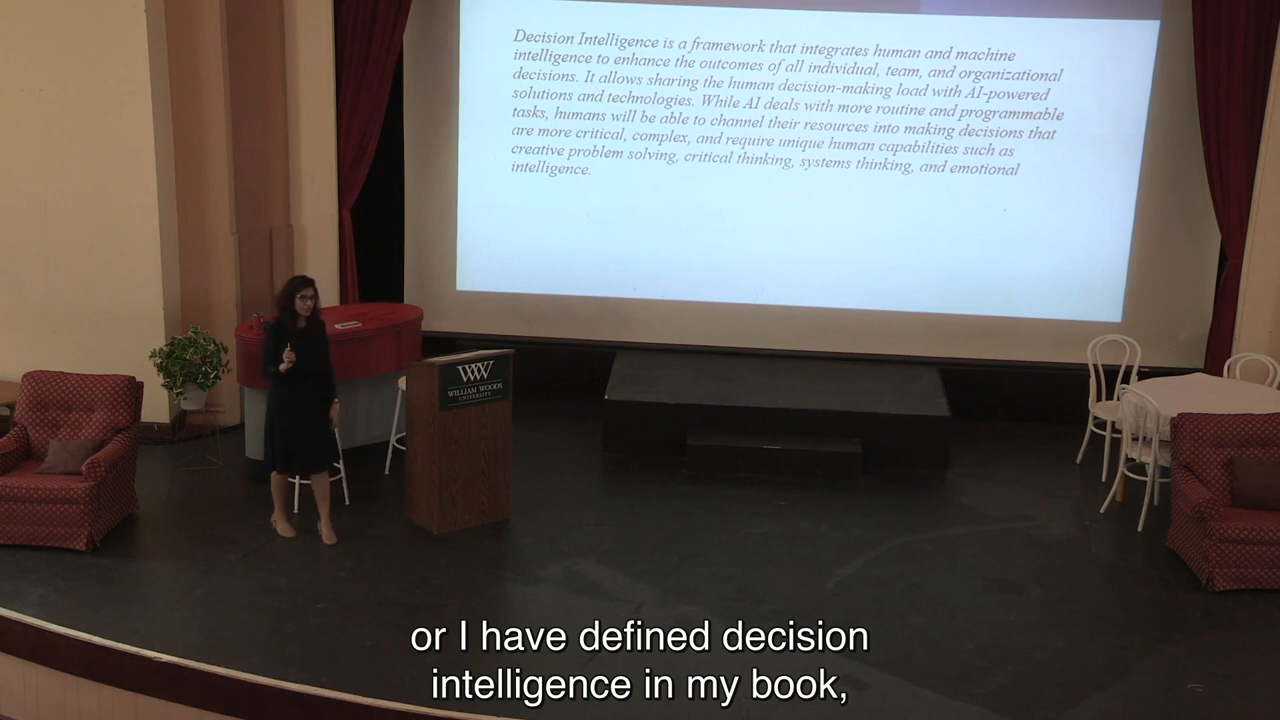 Decision Intelligence is a framework that integrates human and machine
intelligence to enhance the outcomes of all individual, team, and organizational
decisions. It allows sharing the human decision-making load with AI-powered
solutions and technologies. While AI deals with more routine and programmable
tasks, humans will be able to channel their resources into making decisions that
are more critical, complex, and require unique human capabilities such as
creative problem solving, critical thinking, systems thinking, and emotional
intelligence.
WW
WILLIAM WOODS
UNIVERSITY
or I have defined decision
intelligence in my book,